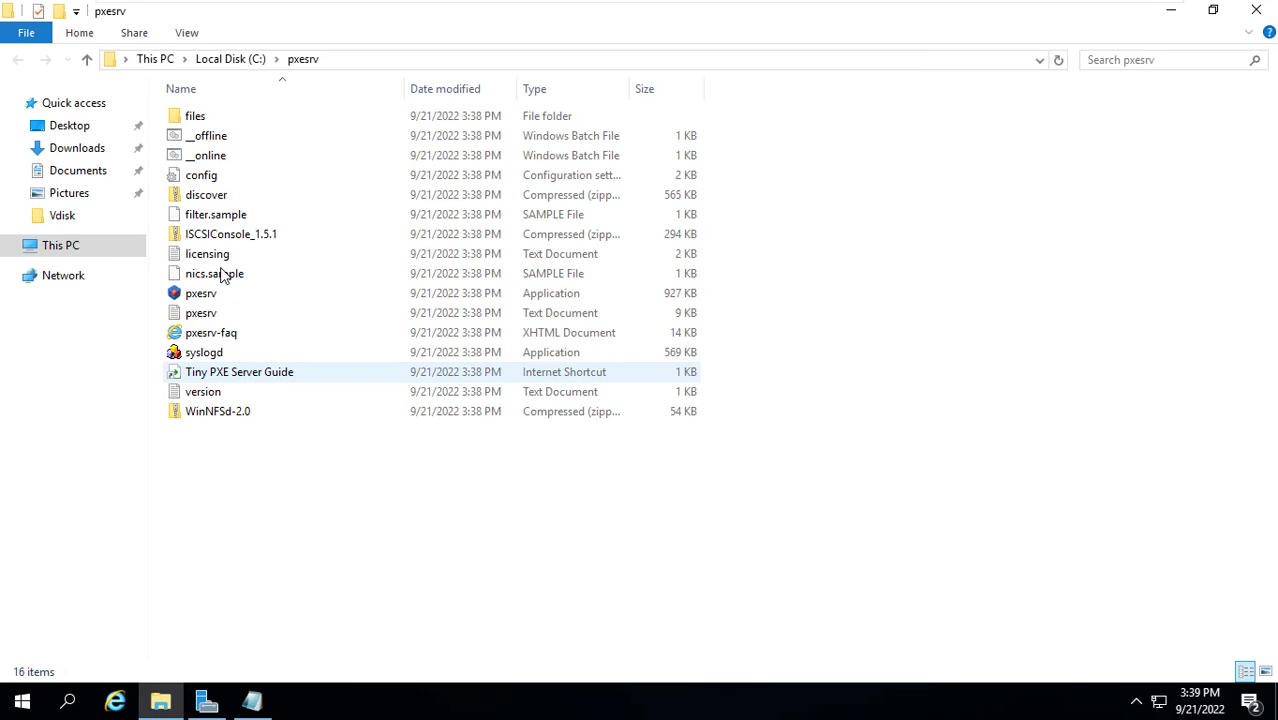 pxesrv
File Home Share View
This PC Local Disk (C:) pxesrv Search pxesrv
Name Date modified Type Size
Quick access
Desktop
Downloads
Documents
Pictures
Vdisk
This PC
Network
files 9/21/2022 3:38 PM File folder
__offline 9/21/2022 3:38 PM Windows Batch File 1 KB
__online 9/21/2022 3:38 PM Windows Batch File 1 KB
config 9/21/2022 3:38 PM Configuration sett... 2 KB
discover 9/21/2022 3:38 PM Compressed (zipp... 565 KB
filter.sample 9/21/2022 3:38 PM SAMPLE File 1 KB
ISCSIConsole_1.5.1 9/21/2022 3:38 PM Compressed (zipp... 294 KB
licensing 9/21/2022 3:38 PM Text Document 2 KB
nics.sample 9/21/2022 3:38 PM SAMPLE File 1 KB
pxesrv 9/21/2022 3:38 PM Application 927 KB
pxesrv 9/21/2022 3:38 PM Text Document 9 KB
pxesrv-faq 9/21/2022 3:38 PM XHTML Document 14 KB
syslogd 9/21/2022 3:38 PM Application 569 KB
Tiny PXE Server Guide 9/21/2022 3:38 PM Internet Shortcut 1 KB
version 9/21/2022 3:38 PM Text Document 1 KB
WinNFSd-2.0 9/21/2022 3:38 PM Compressed (zipp... 54 KB
16 items
3:39 PM
9/21/2022
2